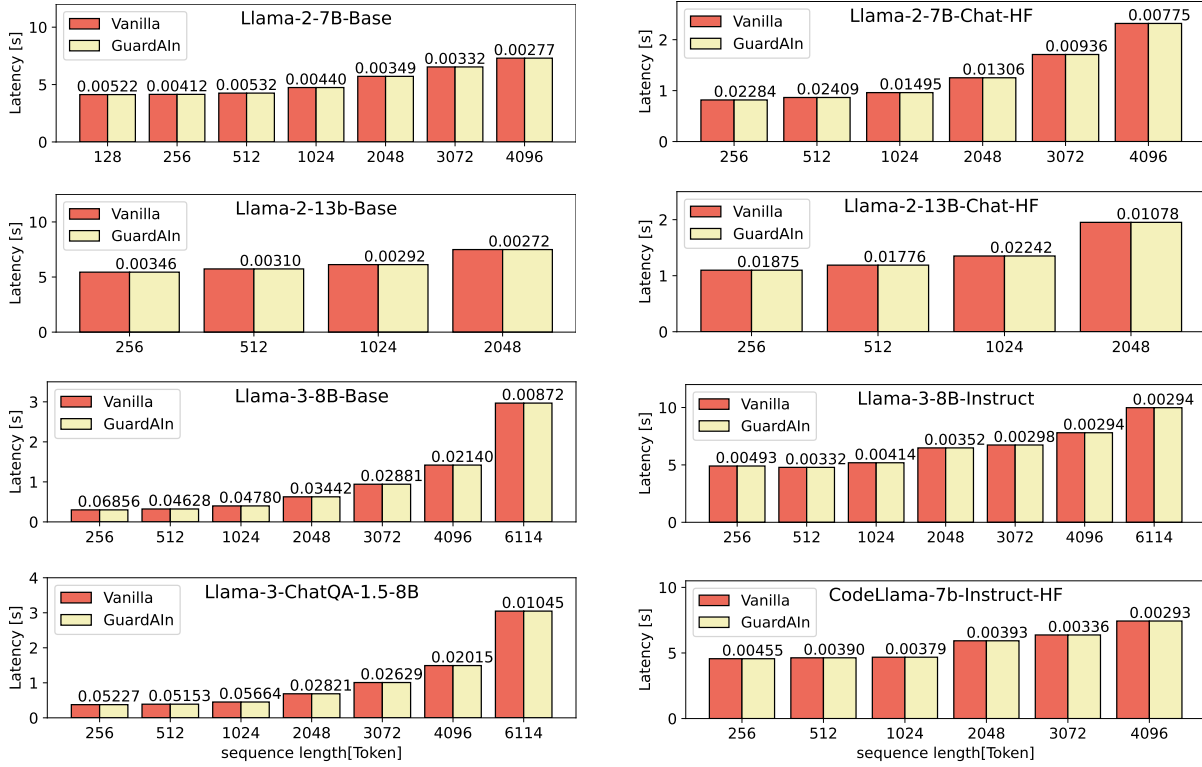 Llama-2-7B-Base
Latency [s]
10
5
0
Vanilla
GuardAIn
0.00522 0.00412 0.00532 0.00440 0.00349 0.00332 0.00277
128 256 512 1024 2048 3072 4096
Llama-2-7B-Chat-HF
Latency [s]
2
1
0
Vanilla
GuardAIn
0.02284 0.02409 0.01495 0.01306 0.00936 0.00775
256 512 1024 2048 3072 4096
Llama-2-13b-Base
Latency [s]
10
5
0
Vanilla
GuardAIn
0.00346 0.00310 0.00292 0.00272
256 512 1024 2048
Llama-2-13B-Chat-HF
Latency [s]
2
1
0
Vanilla
GuardAIn
0.01875 0.01776 0.02242 0.01078
256 512 1024 2048
Llama-3-8B-Base
Latency [s]
3
2
1
0
Vanilla
GuardAIn
0.06856 0.04628 0.04780 0.03442 0.02881 0.02140 0.00872
256 512 1024 2048 3072 4096 6114
Llama-3-8B-Instruct
Latency [s]
10
5
0
Vanilla
GuardAIn
0.00493 0.00332 0.00414 0.00352 0.00298 0.00294 0.00294
256 512 1024 2048 3072 4096 6114
Llama-3-ChatQA-1.5-8B
Latency [s]
4
3
2
1
0
Vanilla
GuardAIn
0.05227 0.05153 0.05664 0.02821 0.02629 0.02015 0.01045
256 512 1024 2048 3072 4096 6114
sequence length[Token]
CodeLlama-7b-Instruct-HF
Latency [s]
10
5
0
Vanilla
GuardAIn
0.00455 0.00390 0.00379 0.00393 0.00336 0.00293
256 512 1024 2048 3072 4096
sequence length[Token]